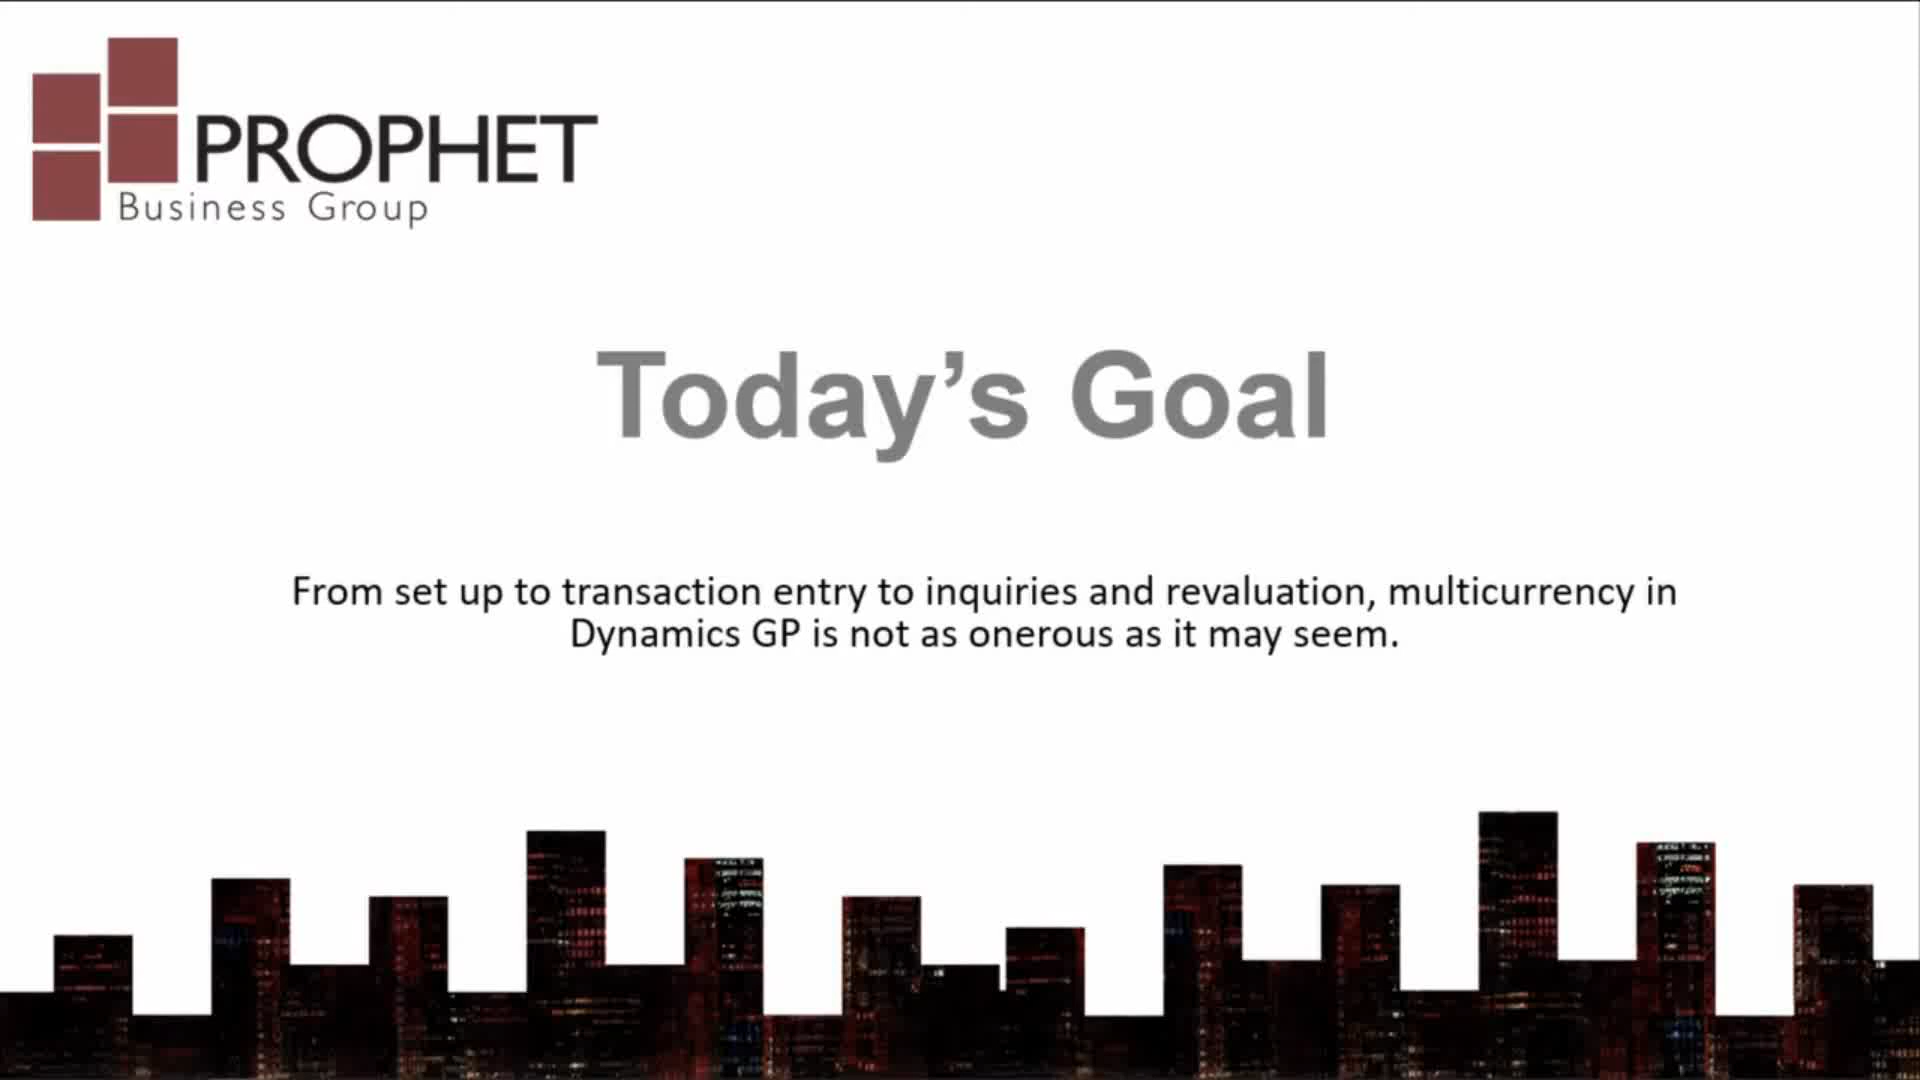 PROPHET
Business Group
Today’s Goal
From set up to transaction entry to inquiries and revaluation, multicurrency in
Dynamics GP is not as onerous as it may seem.